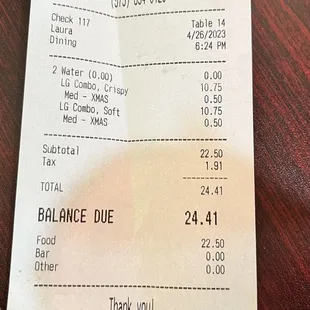 Check 117 Table 14
Laura 4/26/2023
Dining 6:24 PM
2 Water (0.00) 0.00
LG Combo, Crispy 10.75
Med - XMAS 0.50
LG Combo, Soft 10.75
Med - XMAS 0.50
Subtotal 22.50
Tax 1.91
TOTAL 24.41
BALANCE DUE 24.41
Food 22.50
Bar 0.00
Other 0.00
Thank you!